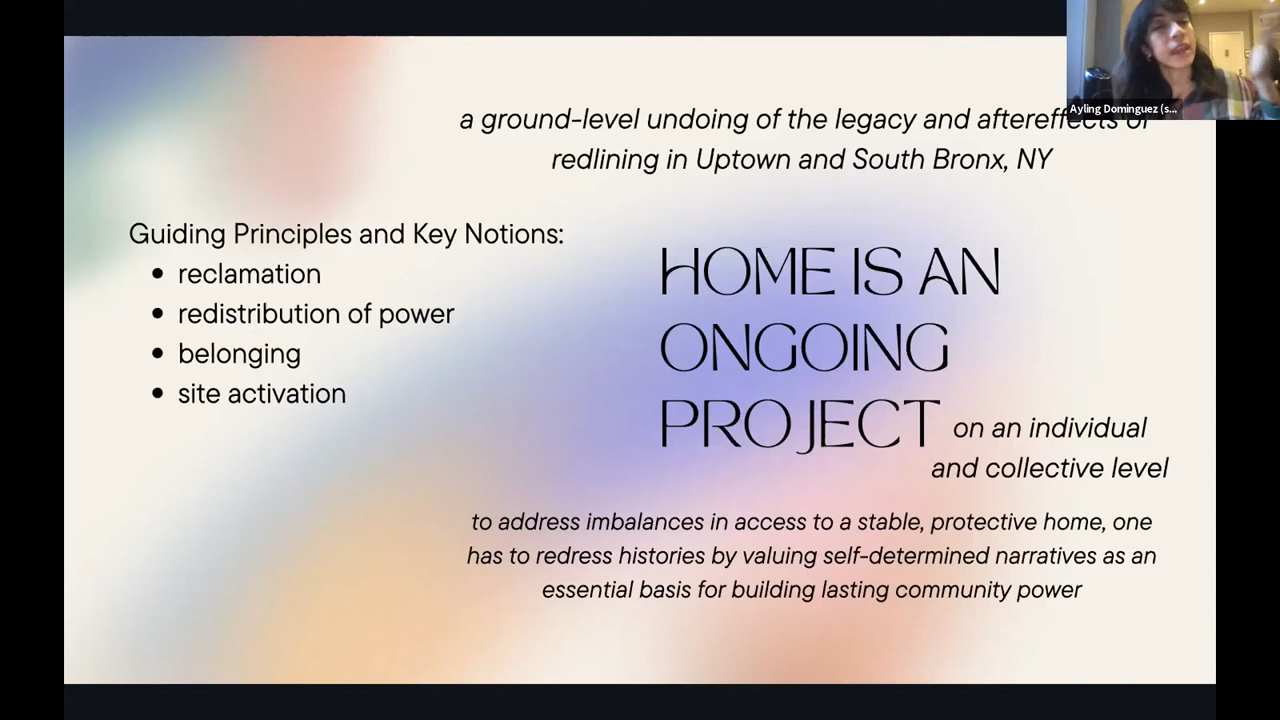 Ayling Dominguez (s...
a ground-level undoing of the legacy and aftereffects of
redlining in Uptown and South Bronx, NY
Guiding Principles and Key Notions:
• reclamation
• redistribution of power
• belonging
• site activation
HOME IS AN
ONGOING
PROJECT on an individual
and collective level
to address imbalances in access to a stable, protective home, one
has to redress histories by valuing self-determined narratives as an
essential basis for building lasting community power